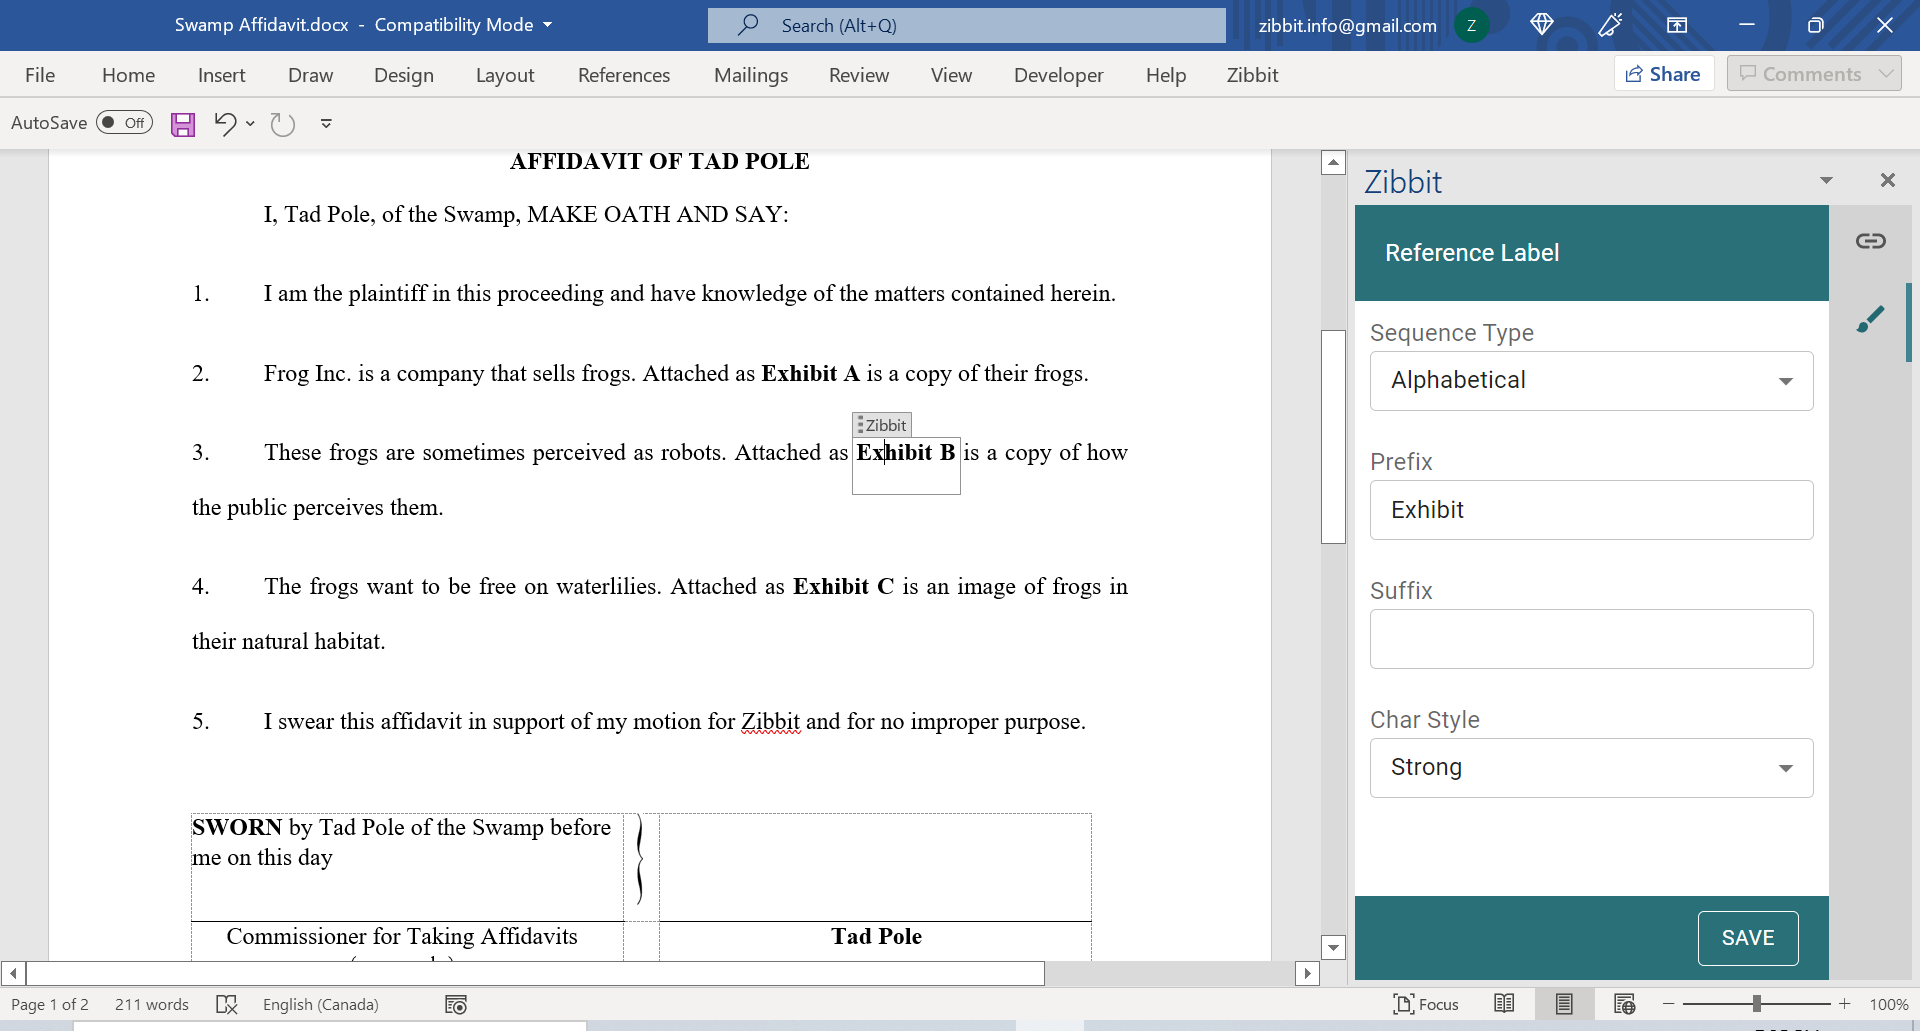 Swamp Affidavit.docx - Compatibility Mode
Search (Alt+Q)
zibbit.info@gmail.com
Z
File Home Insert Draw Design Layout References Mailings Review View Developer Help Zibbit
Share
Comments
AutoSave Off
AFFIDAVIT OF TAD POLE
I, Tad Pole, of the Swamp, MAKE OATH AND SAY:
1. I am the plaintiff in this proceeding and have knowledge of the matters contained herein.
2. Frog Inc. is a company that sells frogs. Attached as Exhibit A is a copy of their frogs.
Zibbit
3. These frogs are sometimes perceived as robots. Attached as Exhibit B is a copy of how
the public perceives them.
4. The frogs want to be free on waterlilies. Attached as Exhibit C is an image of frogs in
their natural habitat.
5. I swear this affidavit in support of my motion for Zibbit and for no improper purpose.
SWORN by Tad Pole of the Swamp before
me on this day
Commissioner for Taking Affidavits
Tad Pole
Zibbit
Reference Label
Sequence Type
Alphabetical
Prefix
Exhibit
Suffix
Char Style
Strong
SAVE
Page 1 of 2 211 words English (Canada)
Focus
100%